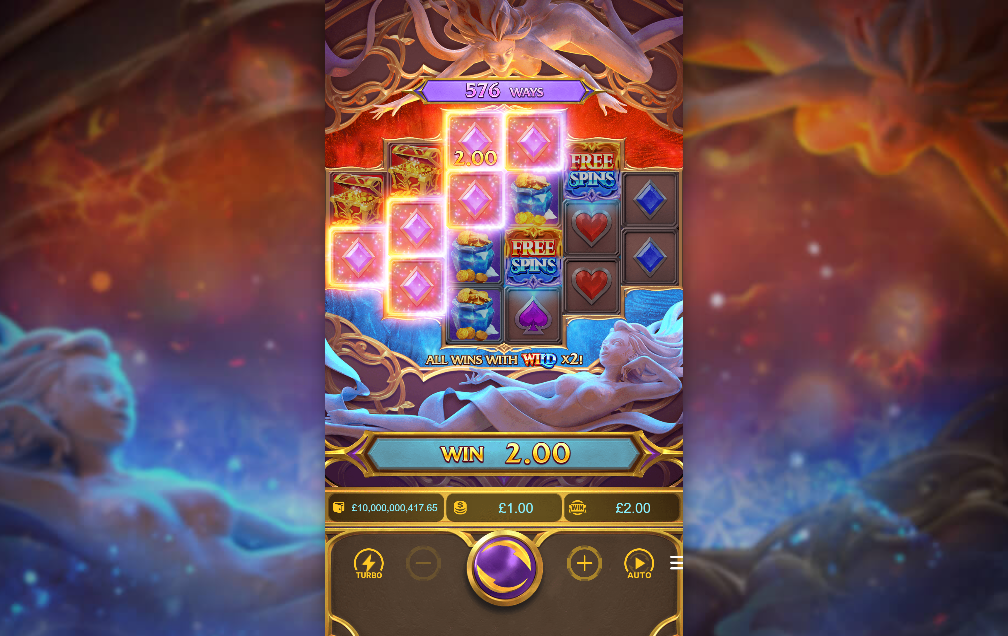 576 WAYS
2.00
FREE
SPINS
FREE
SPINS
ALL WINS WITH WILD X2!
WIN 2.00
£10,000,000,417.65
£1.00
WIN
£2.00
TURBO
AUTO